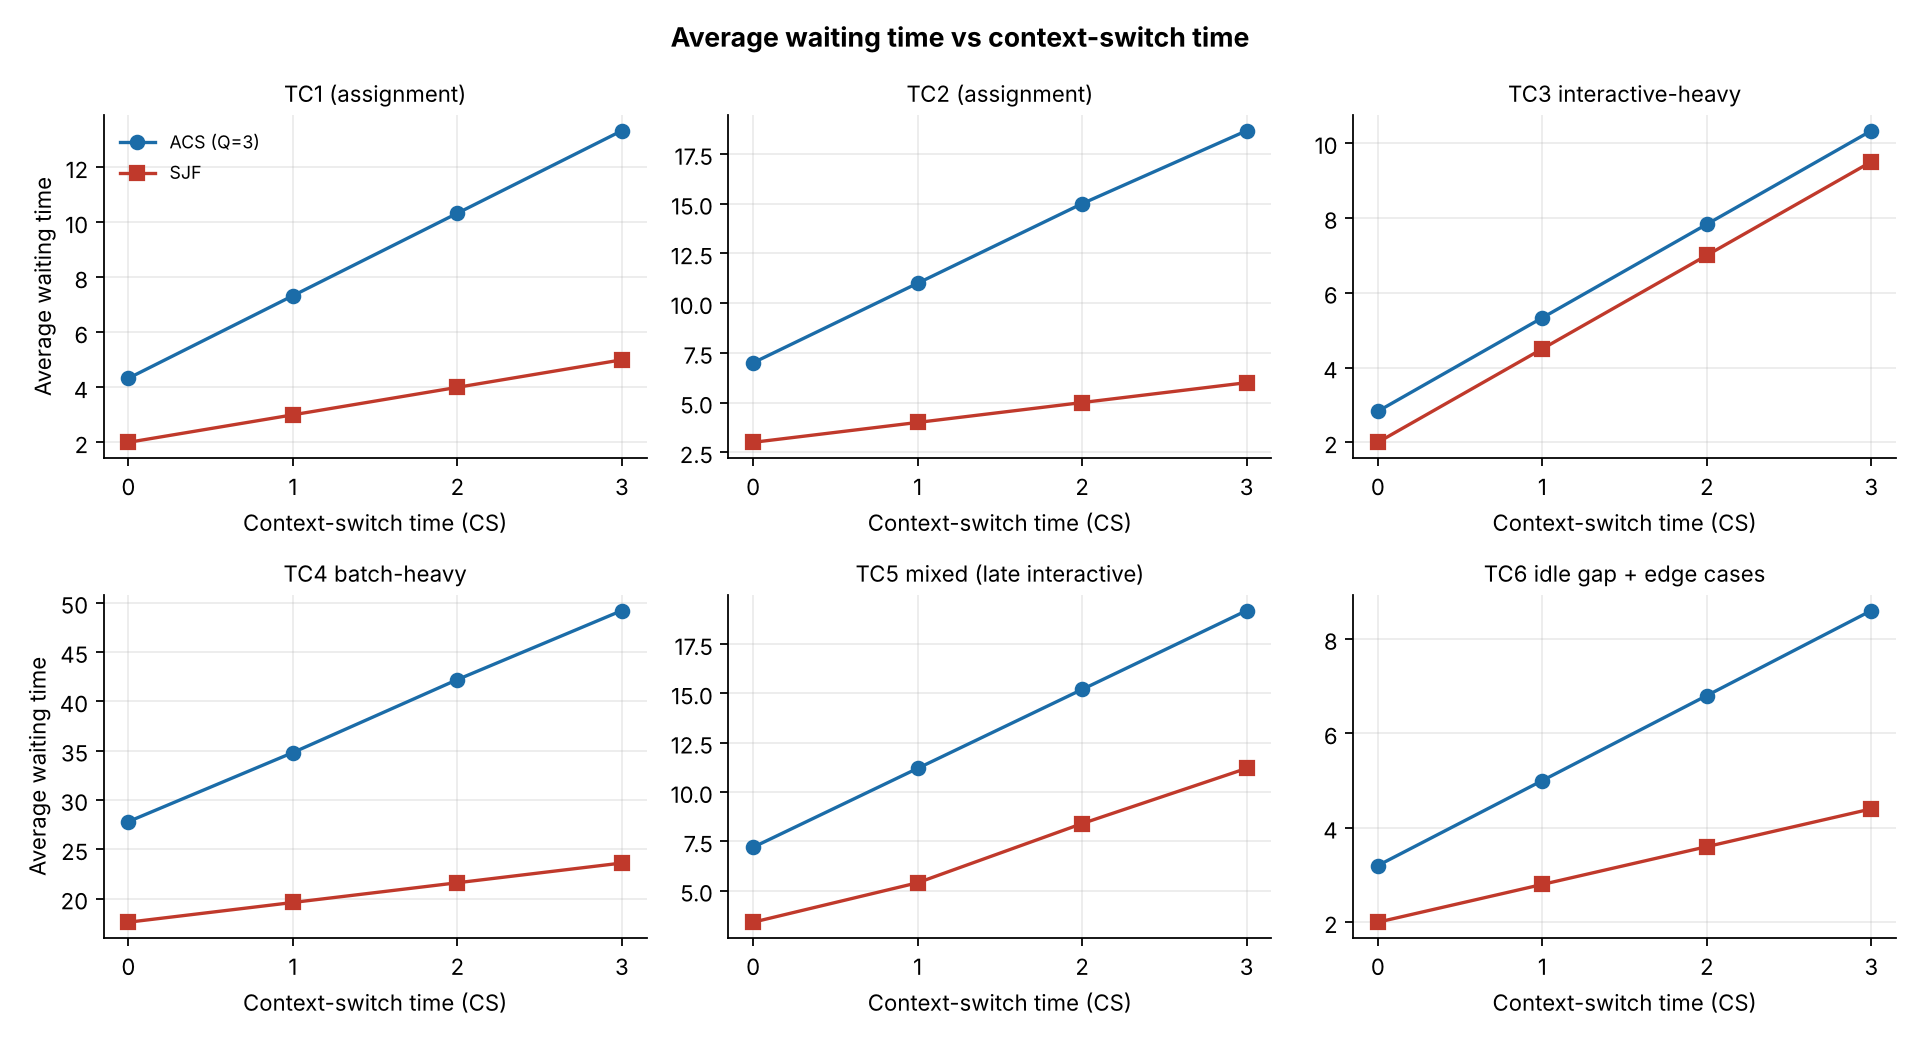 Average waiting time vs context-switch time
TC1 (assignment)
ACS (Q=3)
SJF
Average waiting time
12
10
8
6
4
2
0 1 2 3
Context-switch time (CS)
TC2 (assignment)
17.5
15.0
12.5
10.0
7.5
5.0
2.5
0 1 2 3
Context-switch time (CS)
TC3 interactive-heavy
10
8
6
4
2
0 1 2 3
Context-switch time (CS)
TC4 batch-heavy
Average waiting time
50
45
40
35
30
25
20
0 1 2 3
Context-switch time (CS)
TC5 mixed (late interactive)
17.5
15.0
12.5
10.0
7.5
5.0
0 1 2 3
Context-switch time (CS)
TC6 idle gap + edge cases
8
6
4
2
0 1 2 3
Context-switch time (CS)